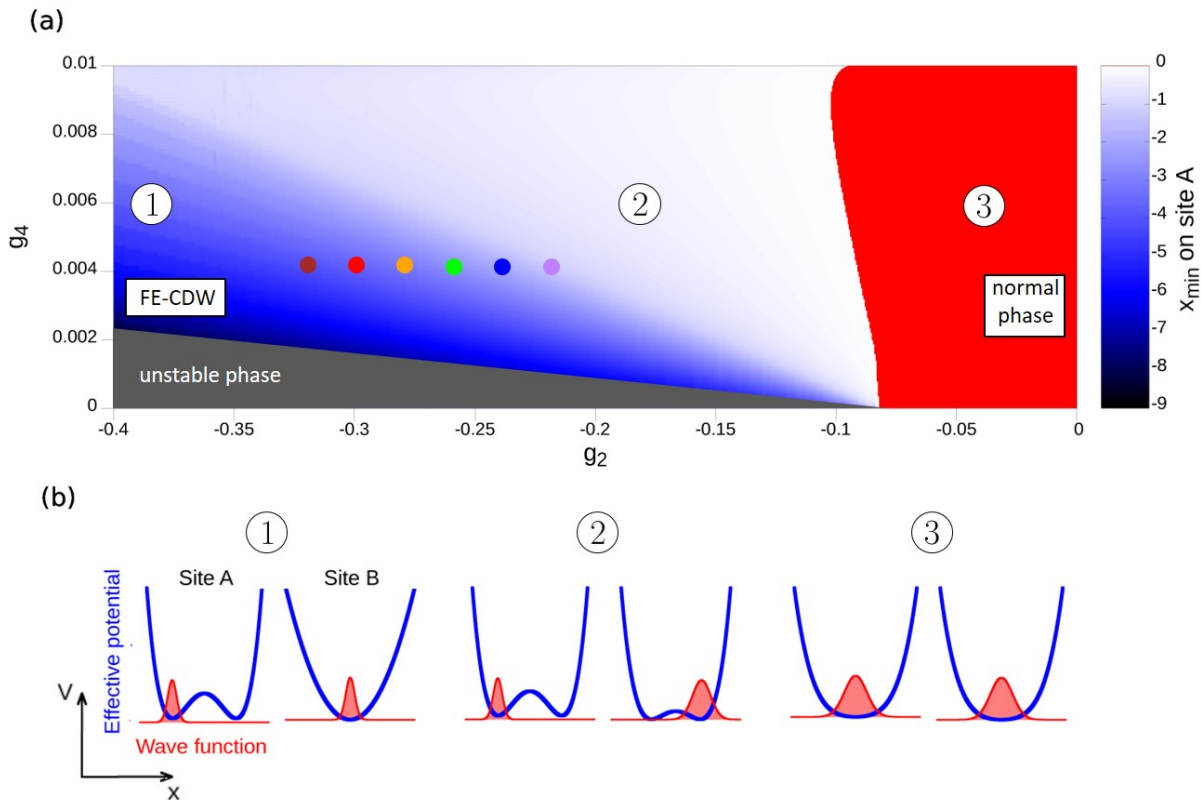 (a)
0.01
0.008
0.006
0.004
0.002
0
g4
1
2
3
FE-CDW
normal
phase
unstable phase
-0.4
-0.35
-0.3
-0.25
-0.2
-0.15
-0.1
-0.05
0
g2
0
-1
-2
-3
-4
-5
-6
-7
-8
-9
xmin on site A
(b)
1
2
3
Site A
Site B
Effective potential
V
Wave function
x